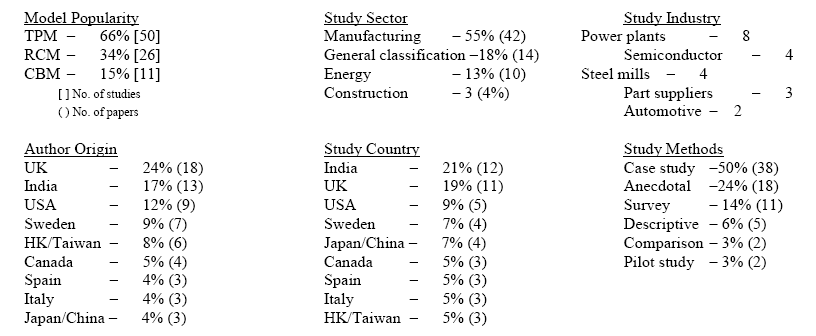 Model Popularity
TPM – 66% [50]
RCM – 34% [26]
CBM – 15% [11]
[ ] No. of studies
( ) No. of papers
Study Sector
Manufacturing – 55% (42)
General classification –18% (14)
Energy – 13% (10)
Construction – 3 (4%)
Study Industry
Power plants – 8
Semiconductor – 4
Steel mills – 4
Part suppliers – 3
Automotive – 2
Author Origin
UK – 24% (18)
India – 17% (13)
USA – 12% (9)
Sweden – 9% (7)
HK/Taiwan – 8% (6)
Canada – 5% (4)
Spain – 4% (3)
Italy – 4% (3)
Japan/China – 4% (3)
Study Country
India – 21% (12)
UK – 19% (11)
USA – 9% (5)
Sweden – 7% (4)
Japan/China – 7% (4)
Canada – 5% (3)
Spain – 5% (3)
Italy – 5% (3)
HK/Taiwan – 5% (3)
Study Methods
Case study –50% (38)
Anecdotal –24% (18)
Survey – 14% (11)
Descriptive – 6% (5)
Comparison – 3% (2)
Pilot study – 3% (2)